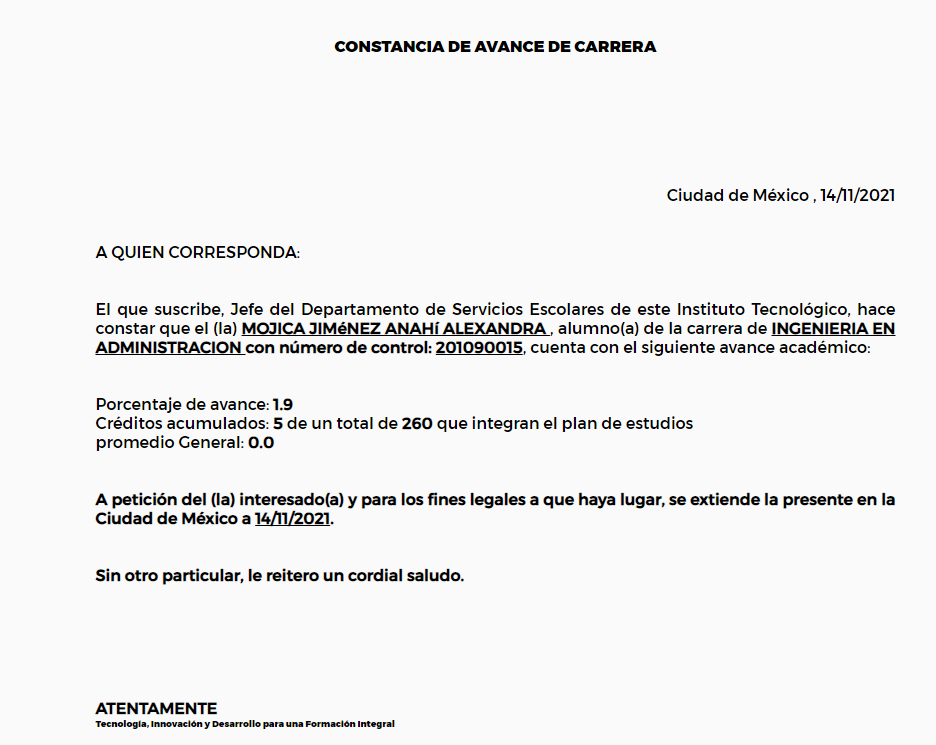 CONSTANCIA DE AVANCE DE CARRERA
Ciudad de México , 14/11/2021
A QUIEN CORRESPONDA:
El que suscribe, Jefe del Departamento de Servicios Escolares de este Instituto Tecnológico, hace
constar que el (la) MOJICA JIMéNEZ ANAHí ALEXANDRA , alumno(a) de la carrera de INGENIERIA EN
ADMINISTRACION con número de control: 201090015, cuenta con el siguiente avance académico:
Porcentaje de avance: 1.9
Créditos acumulados: 5 de un total de 260 que integran el plan de estudios
promedio General: 0.0
A petición del (la) interesado(a) y para los fines legales a que haya lugar, se extiende la presente en la
Ciudad de México a 14/11/2021.
Sin otro particular, le reitero un cordial saludo.
ATENTAMENTE
Tecnología, Innovación y Desarrollo para una Formación Integral